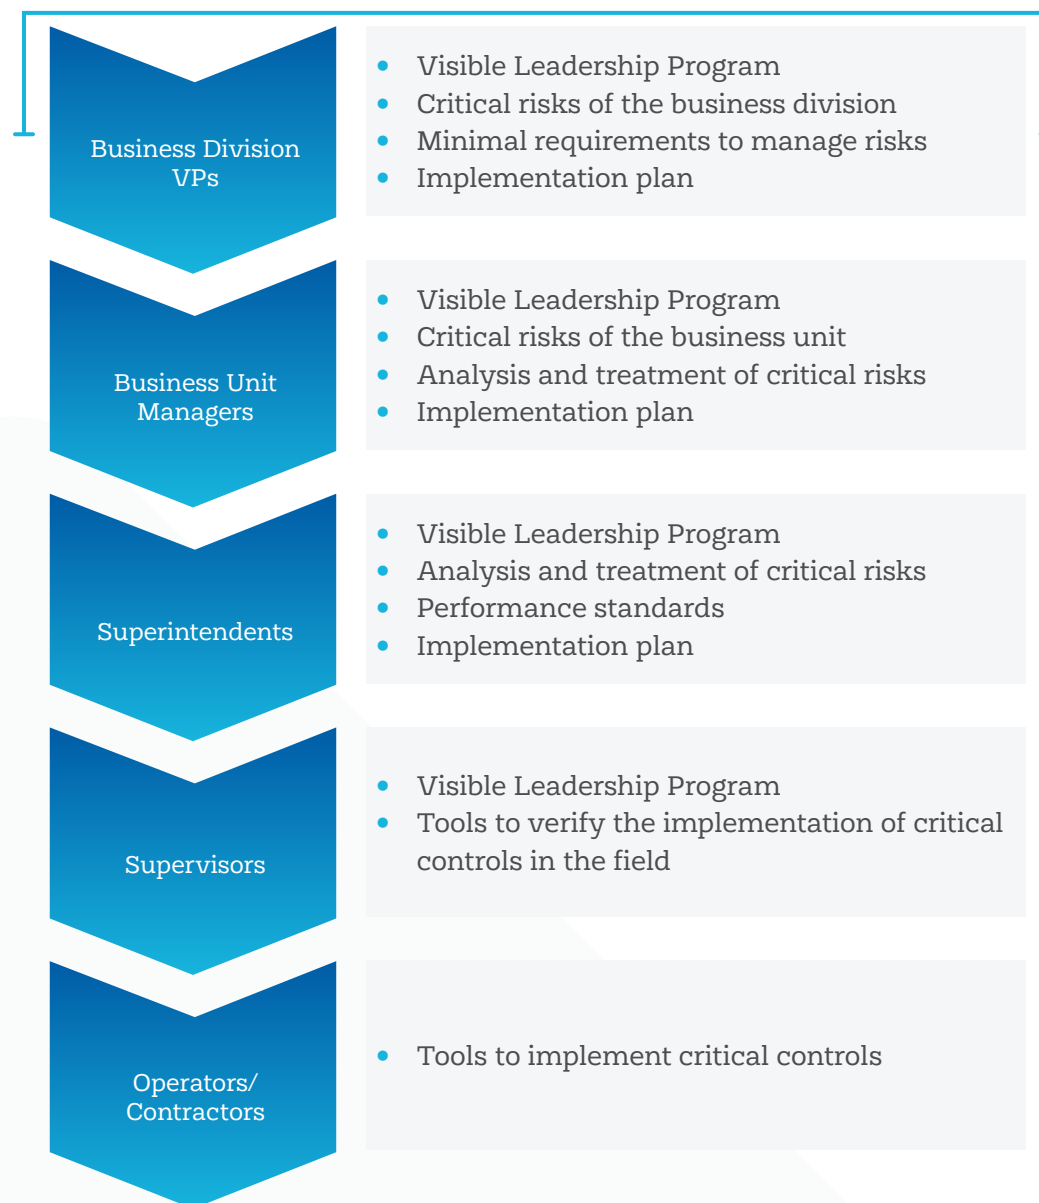 Business Division
VPs
• Visible Leadership Program
• Critical risks of the business division
• Minimal requirements to manage risks
• Implementation plan
Business Unit
Managers
• Visible Leadership Program
• Critical risks of the business unit
• Analysis and treatment of critical risks
• Implementation plan
Superintendents
• Visible Leadership Program
• Analysis and treatment of critical risks
• Performance standards
• Implementation plan
Supervisors
• Visible Leadership Program
• Tools to verify the implementation of critical
controls in the field
Operators/
Contractors
• Tools to implement critical controls